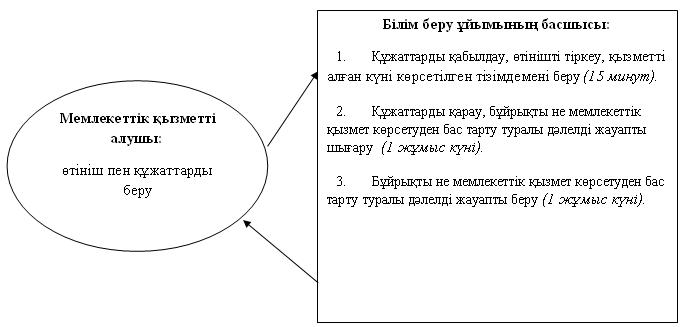 Мемлекеттік қызметті
алушы:
өтініш пен құжаттарды
беру
Білім беру ұйымының басшысы:
1. Құжаттарды қабылдау, өтінішті тіркеу, қызметті
алған күні көрсетілген тізімдемені беру (15 минут).
2. Құжаттарды қарау, бұйрықты не мемлекеттік
қызмет көрсетуден бас тарту туралы дәлелді жауапты
шығару (1 жұмыс күні).
3. Бұйрықты не мемлекеттік қызмет көрсетуден бас
тарту туралы дәлелді жауапты беру (1 жұмыс күні).